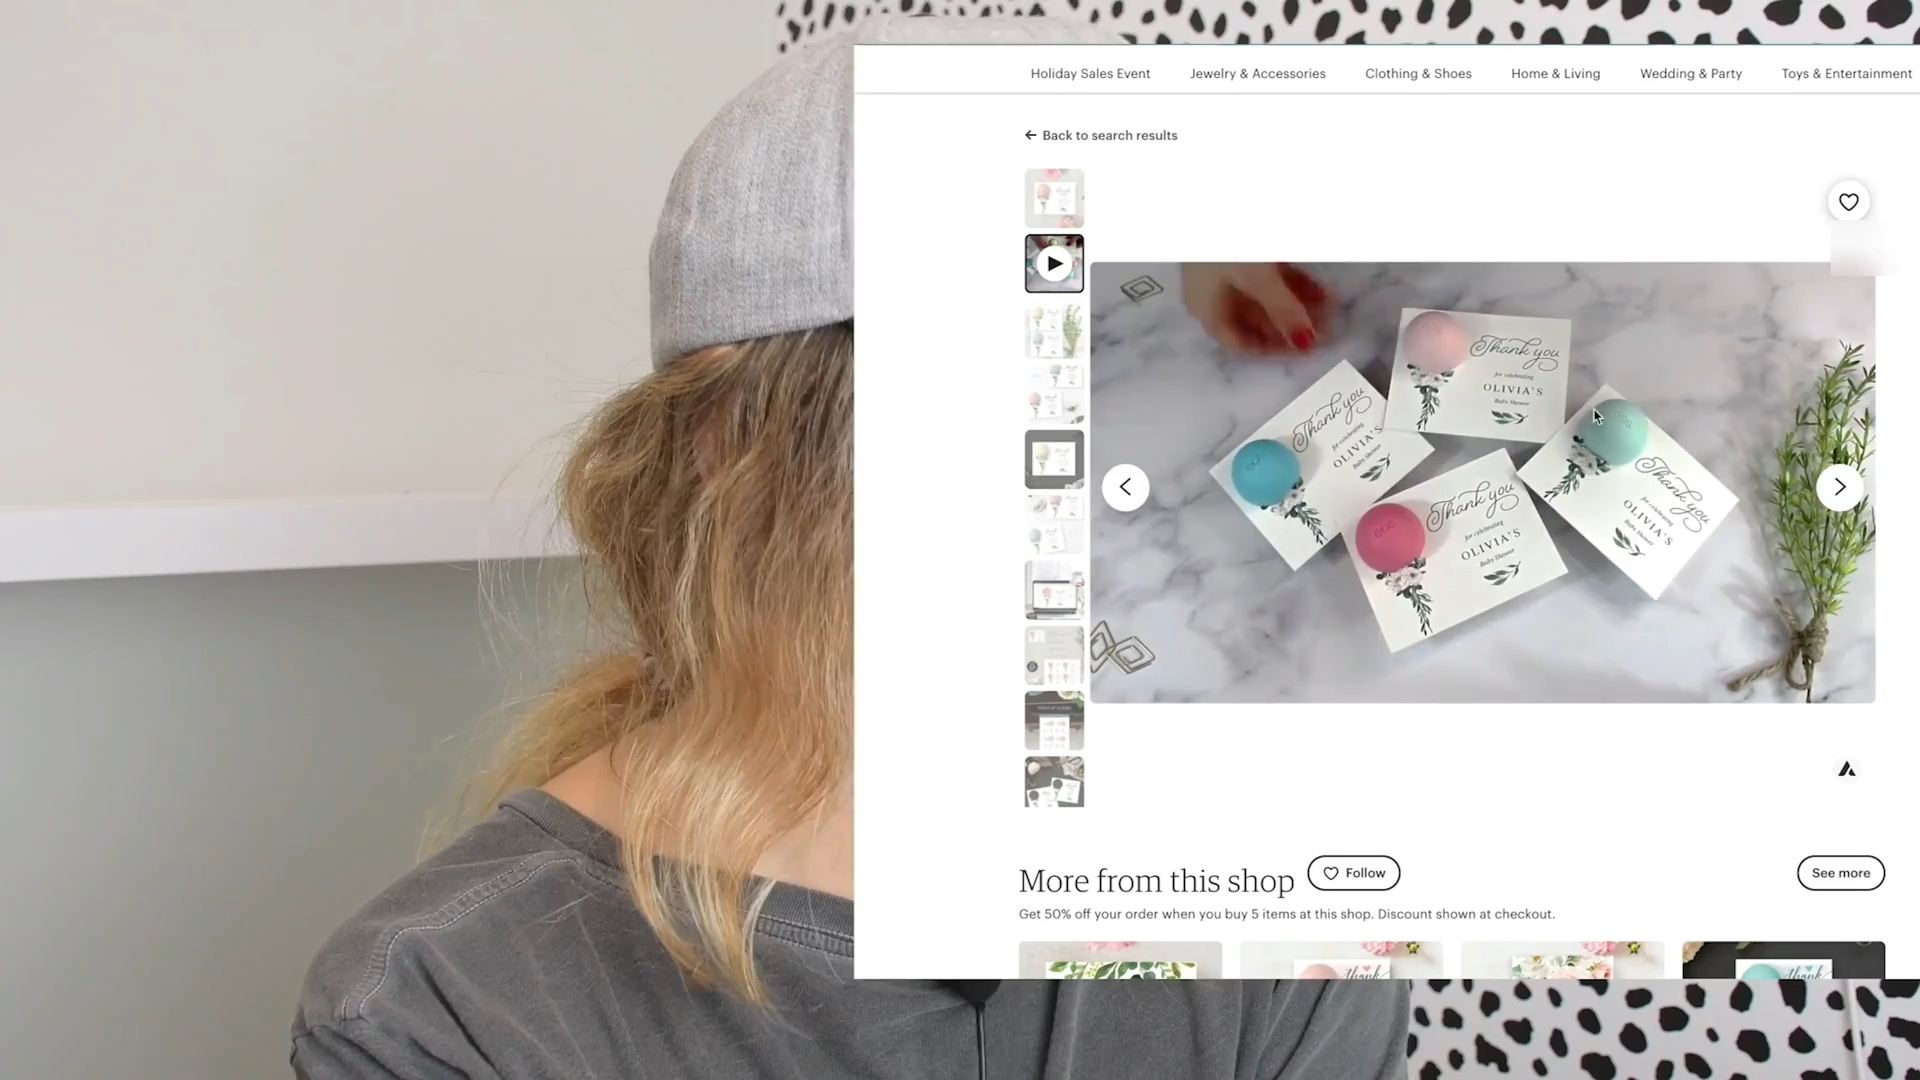 Holiday Sales Event Jewelry & Accessories Clothing & Shoes Home & Living Wedding & Party Toys & Entertainment
Back to search results
Thank you
for celebrating
OLIVIA'S
Baby Shower
Thank you
for celebrating
OLIVIA'S
Baby Shower
Thank you
for celebrating
OLIVIA'S
Baby Shower
Thank you
for celebrating
OLIVIA'S
Baby Shower
eos
More from this shop
Follow
See more
Get 50% off your order when you buy 5 items at this shop. Discount shown at checkout.
thank
thank